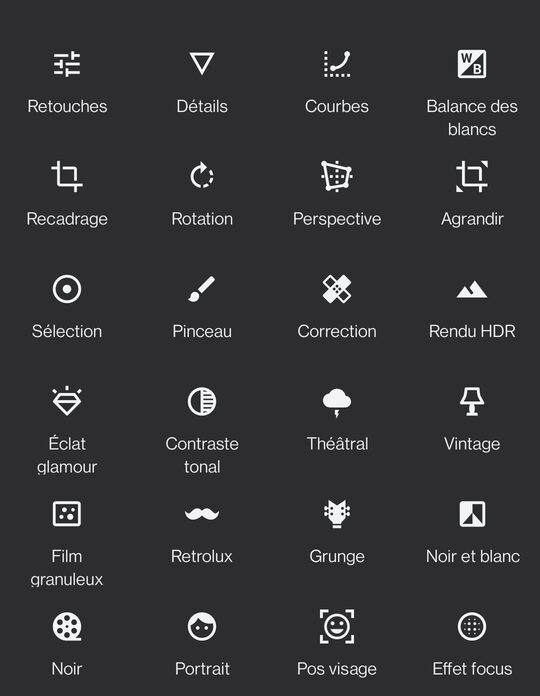 W
B
Retouches Détails Courbes Balance des
blancs
Recadrage Rotation Perspective Agrandir
Sélection Pinceau Correction Rendu HDR
Éclat Contraste Théâtral Vintage
glamour tonal
Film Retrolux Grunge Noir et blanc
granuleux
Noir Portrait Pos visage Effet focus